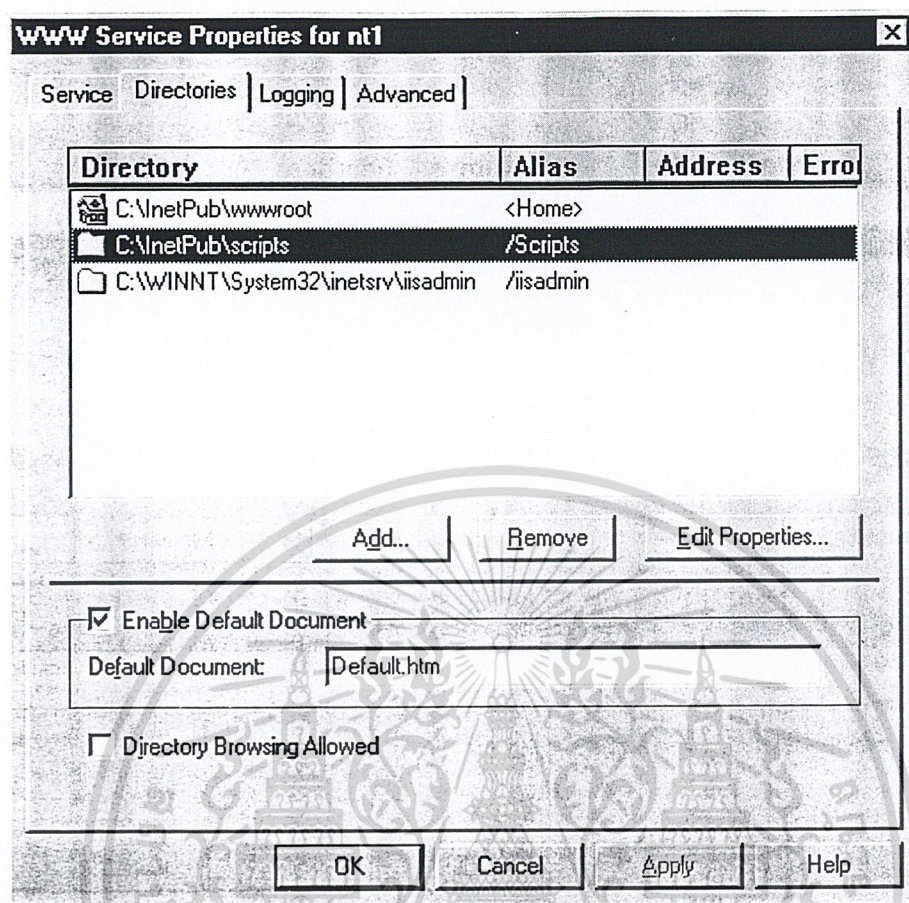 WWW Service Properties for nt1
Service Directories Logging Advanced
Directory Alias Address Erro
C:\InetPub\wwwroot <Home>
C:\InetPub\scripts /Scripts
C:\WINNT\System32\inetsrv\iisadmin /iisadmin
Add... Remove Edit Properties...
Enable Default Document
Default Document: Default.htm
Directory Browsing Allowed
OK Cancel Apply Help